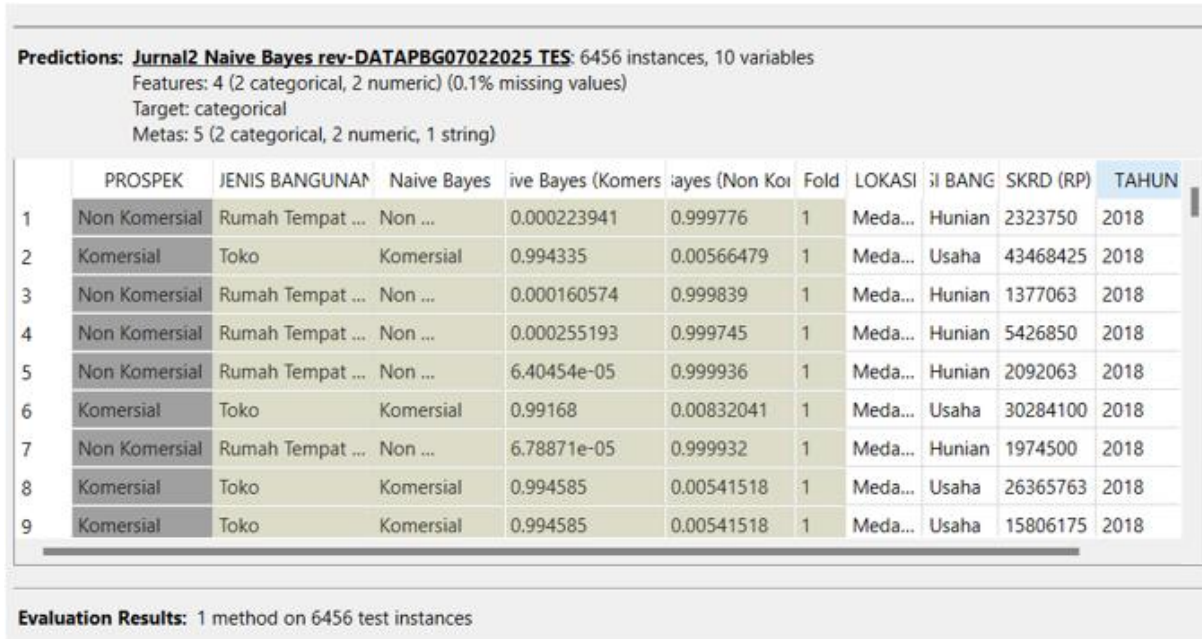 Predictions: Jurnal2 Naive Bayes rev-DATAPBG07022025 TES: 6456 instances, 10 variables
Features: 4 (2 categorical, 2 numeric) (0.1% missing values)
Target: categorical
Metas: 5 (2 categorical, 2 numeric, 1 string)
PROSPEK JENIS BANGUNAN Naive Bayes ive Bayes (Komers Bayes (Non Kor Fold LOKASI SI BANG SKRD (RP) TAHUN
1 Non Komersial Rumah Tempat ... Non ... 0.000223941 0.999776 1 Meda... Hunian 2323750 2018
2 Komersial Toko Komersial 0.994335 0.00566479 1 Meda... Usaha 43468425 2018
3 Non Komersial Rumah Tempat ... Non ... 0.000160574 0.999839 1 Meda... Hunian 1377063 2018
4 Non Komersial Rumah Tempat ... Non ... 0.000255193 0.999745 1 Meda... Hunian 5426850 2018
5 Non Komersial Rumah Tempat ... Non ... 6.40454e-05 0.999936 1 Meda... Hunian 2092063 2018
6 Komersial Toko Komersial 0.99168 0.00832041 1 Meda... Usaha 30284100 2018
7 Non Komersial Rumah Tempat ... Non ... 6.78871e-05 0.999932 1 Meda... Hunian 1974500 2018
8 Komersial Toko Komersial 0.994585 0.00541518 1 Meda... Usaha 26365763 2018
9 Komersial Toko Komersial 0.994585 0.00541518 1 Meda... Usaha 15806175 2018
Evaluation Results: 1 method on 6456 test instances